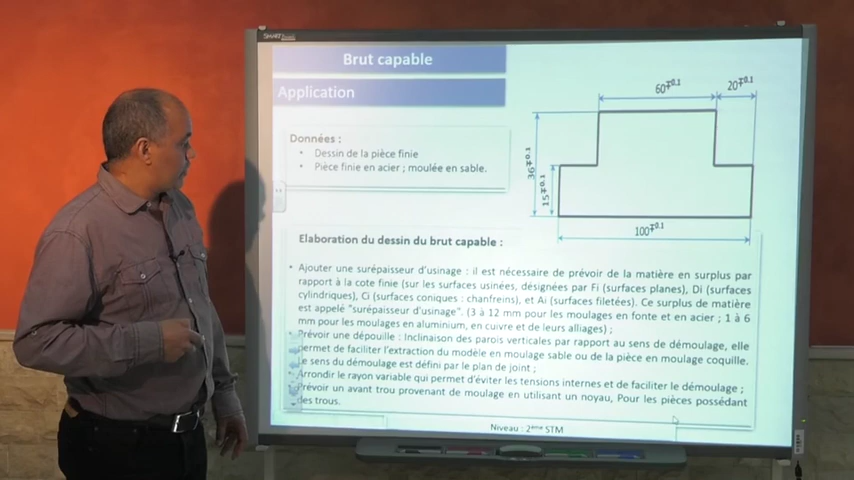 SMART
Brut capable
Application
Données :
• Dessin de la pièce finie
• Pièce finie en acier ; moulée en sable.
60∓0.1
20∓0.1
36∓0.1
15∓0.1
100∓0.1
Elaboration du dessin du brut capable :
• Ajouter une surépaisseur d'usinage : il est nécessaire de prévoir de la matière en surplus par
rapport à la cote finie (sur les surfaces usinées, désignées par Fi (surfaces planes), Di (surfaces
cylindriques), Ci (surfaces coniques : chanfreins), et Ai (surfaces filetées). Ce surplus de matière
est appelé "surépaisseur d'usinage". (3 à 12 mm pour les moulages en fonte et en acier ; 1 à 6
mm pour les moulages en aluminium, en cuivre et de leurs alliages) ;
Prévoir une dépouille : Inclinaison des parois verticales par rapport au sens de démoulage, elle
permet de faciliter l'extraction du modèle en moulage sable ou de la pièce en moulage coquille.
Le sens du démoulage est défini par le plan de joint ;
Arrondir le rayon variable qui permet d'éviter les tensions internes et de faciliter le démoulage ;
Prévoir un avant trou provenant de moulage en utilisant un noyau, Pour les pièces possédant
des trous.
Niveau : 2ème STM